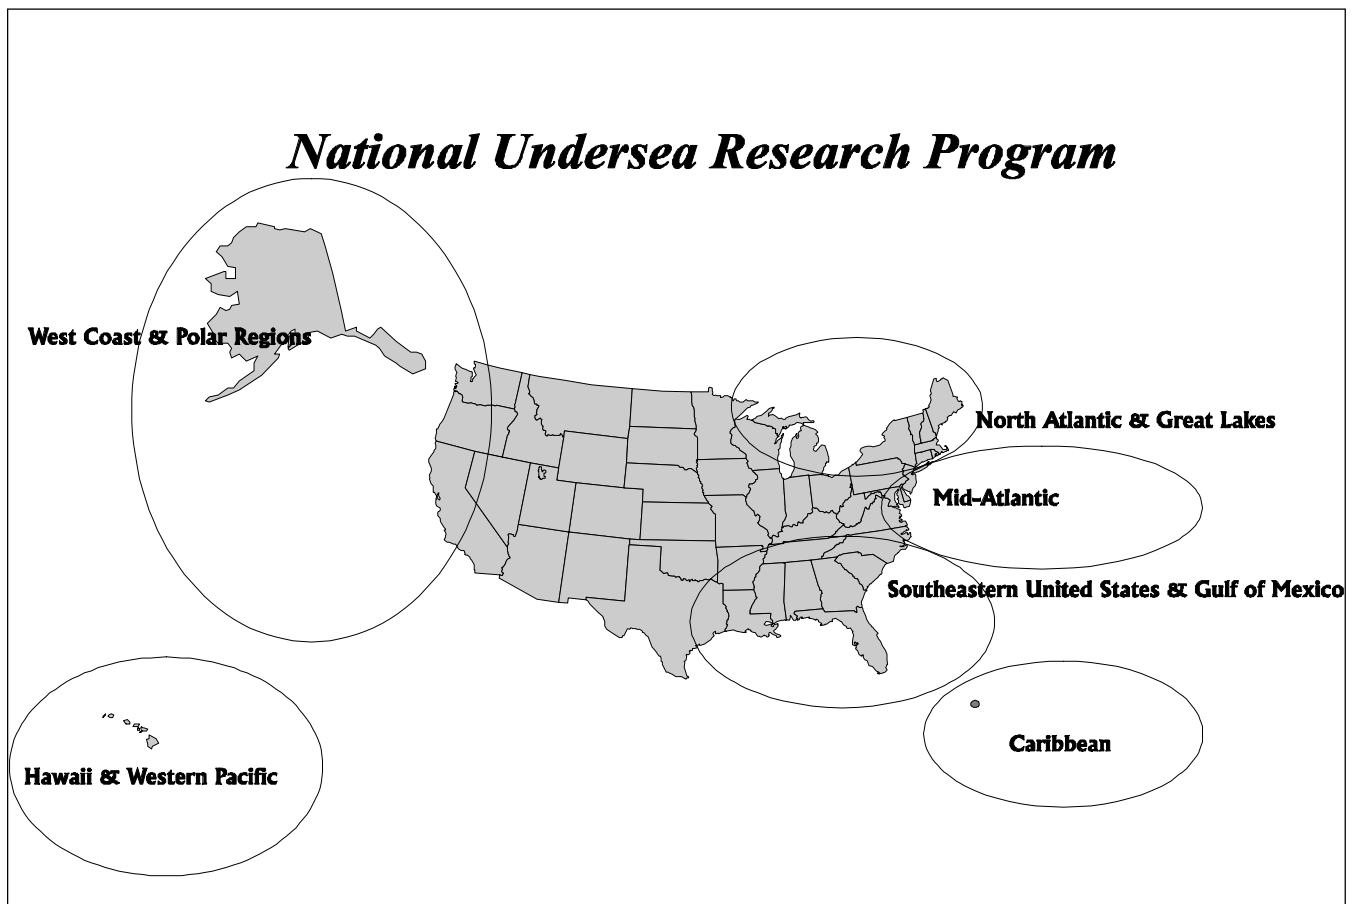 National Undersea Research Program
West Coast & Polar Regions
North Atlantic & Great Lakes
Mid-Atlantic
Southeastern United States & Gulf of Mexico
Caribbean
Hawaii & Western Pacific